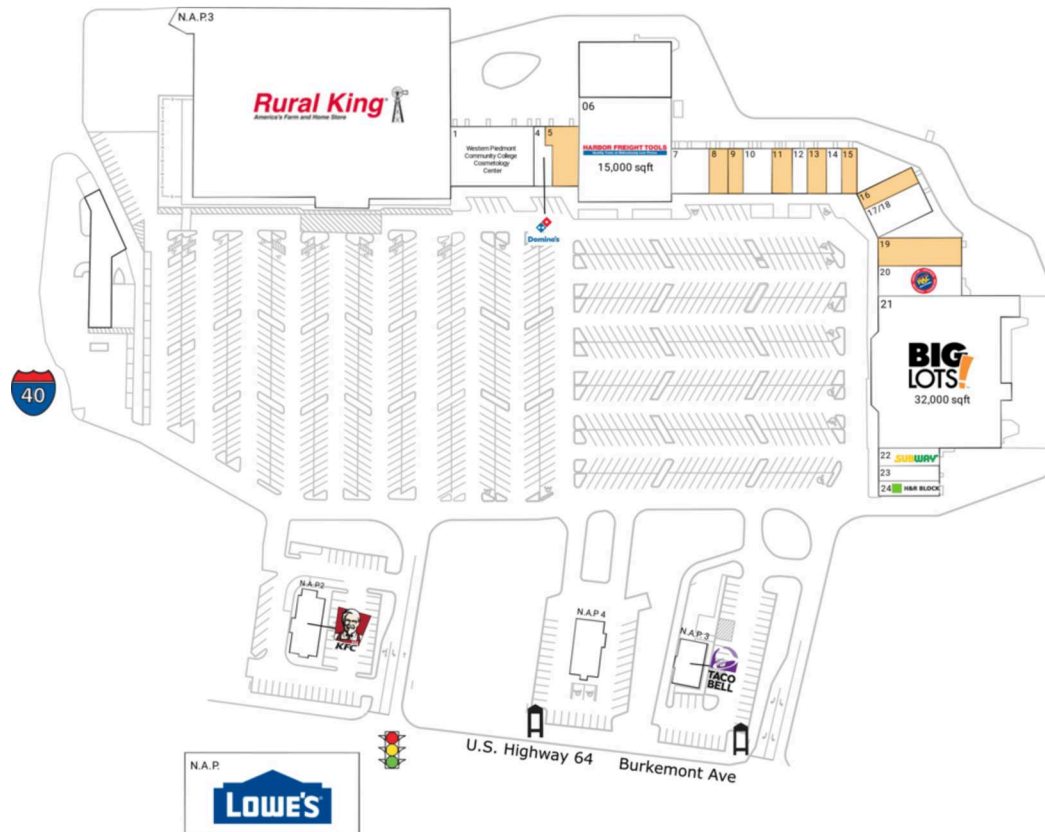 N.A.P.3
Rural King
America's Farm and Home Store
1
Western Piedmont
Community College
Cosmetology
Center
4
5
Domino's
06
HARBOR FREIGHT TOOLS
15,000 sqft
7
8
9
10
11
12
13
14
15
16
17/18
19
20
21
BIG
LOTS!
32,000 sqft
22
SUBWAY
23
24
H&R BLOCK
40
N.A.P.2
KFC
N.A.P 4
N.A.P. 3
TACO
BELL
U.S. Highway 64
Burkemont Ave
N.A.P.
LOWE'S